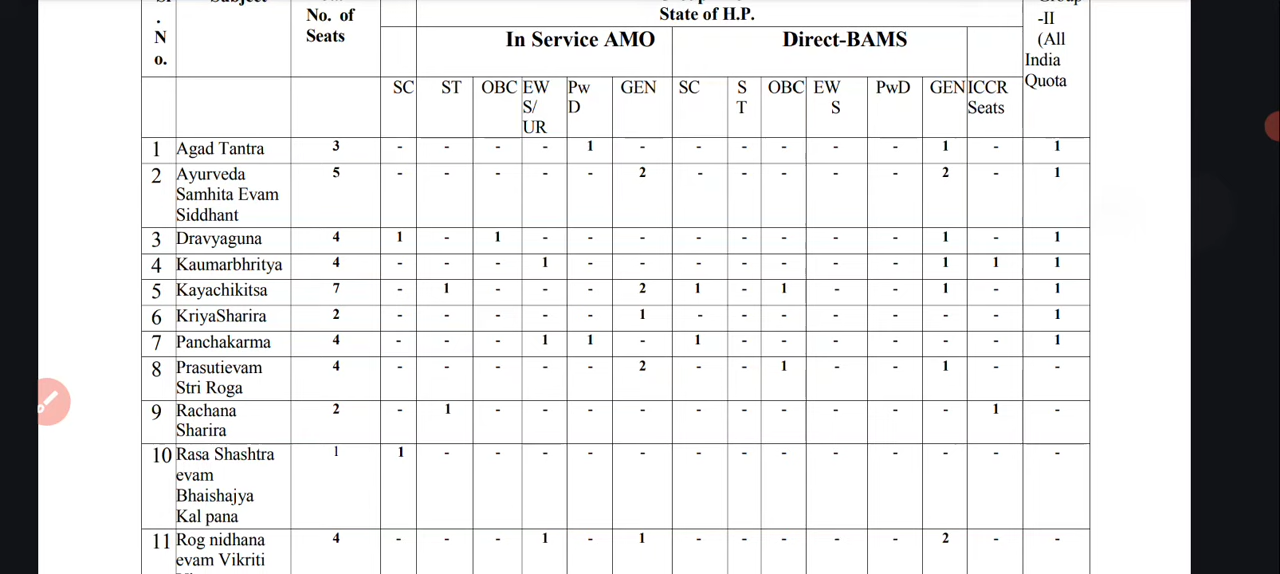 No. of
Seats
State of H.P.
In Service AMO
Direct-BAMS
.
N
o.
-II
(All
India
Quota
SC ST OBC EW S/ UR Pw D GEN SC S T OBC EW S PwD GEN ICCR Seats
1 Agad Tantra 3 - - - - 1 - - - - - - 1 - 1
2 Ayurveda 5 - - - - - 2 - - - - - 2 - 1
Samhita Evam
Siddhant
3 Dravyaguna 4 1 - 1 - - - - - - - - 1 - 1
4 Kaumarbhritya 4 - - - 1 - - - - - - - 1 1 1
5 Kayachikitsa 7 - 1 - - - 2 1 - 1 - - 1 - 1
6 KriyaSharira 2 - - - - - 1 - - - - - - - 1
7 Panchakarma 4 - - - 1 1 - 1 - - - - - - 1
8 Prasutievam 4 - - - - - 2 - - 1 - - 1 - -
Stri Roga
9 Rachana 2 - 1 - - - - - - - - - - 1 -
Sharira
10 Rasa Shashtra 1 1 - - - - - - - - - - - - -
evam
Bhaishajya
Kal pana
11 Rog nidhana 4 - - - 1 - 1 - - - - - 2 - -
evam Vikriti